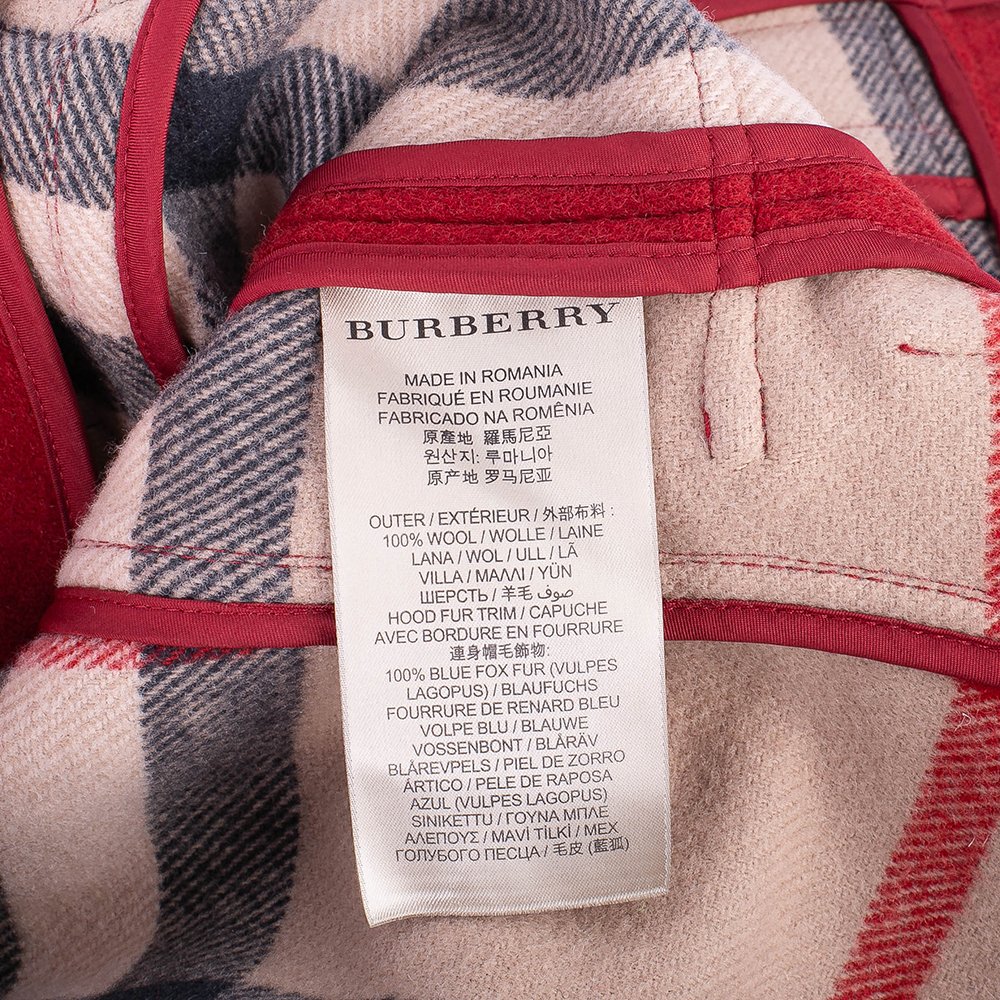 BURBERRY
MADE IN ROMANIA
FABRIQUÉ EN ROUMANIE
FABRICADO NA ROMÊNIA
原產地 羅馬尼亞
원산지: 루마니아
原产地 罗马尼亚
OUTER / EXTÉRIEUR / 外部布料 :
100% WOOL / WOLLE / LAINE
LANA / WOL / ULL / LÃ
VILLA / ΜΑΛΛΙ / YÜN
ШЕРСТЬ / 羊毛 صوف /
HOOD FUR TRIM / CAPUCHE
AVEC BORDURE EN FOURRURE
連身帽毛飾物:
100% BLUE FOX FUR (VULPES
LAGOPUS) / BLAUFUCHS
FOURRURE DE RENARD BLEU
VOLPE BLU / BLAUWE
VOSSENBONT / BLÅRÄV
BLÅREVPELS / PIEL DE ZORRO
ÁRTICO / PELE DE RAPOSA
AZUL (VULPES LAGOPUS)
SINIKETTU / ΓΟΥΝΑ ΜΠΛΕ
ΑΛΕΠΟΥΣ / MAVİ TİLKİ / МЕХ
ГОЛУБОГО ПЕСЦА / 毛皮 (藍狐)